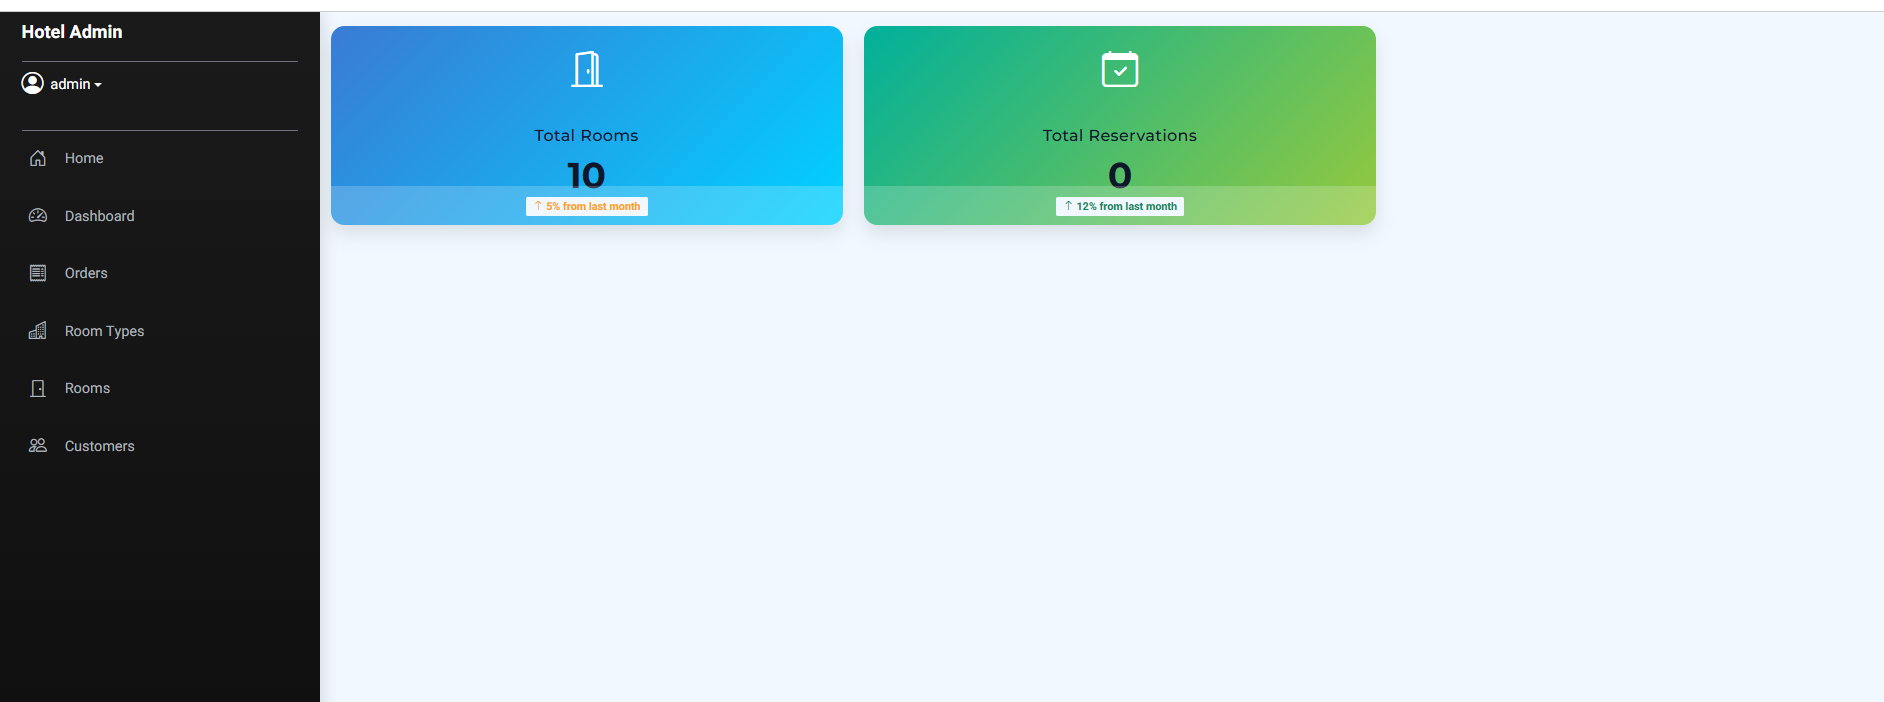 Hotel Admin
admin
Home
Dashboard
Orders
Room Types
Rooms
Customers
Total Rooms
10
↑ 5% from last month
Total Reservations
0
↑ 12% from last month